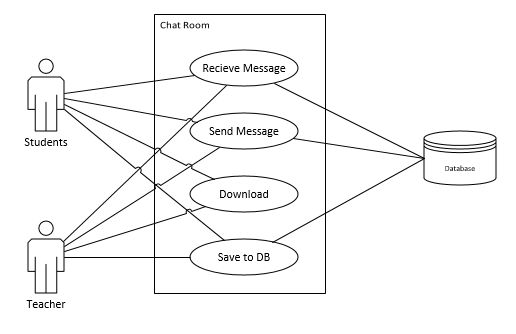 Chat Room
Recieve Message
Send Message
Students
Database
Download
Save to DB
Teacher